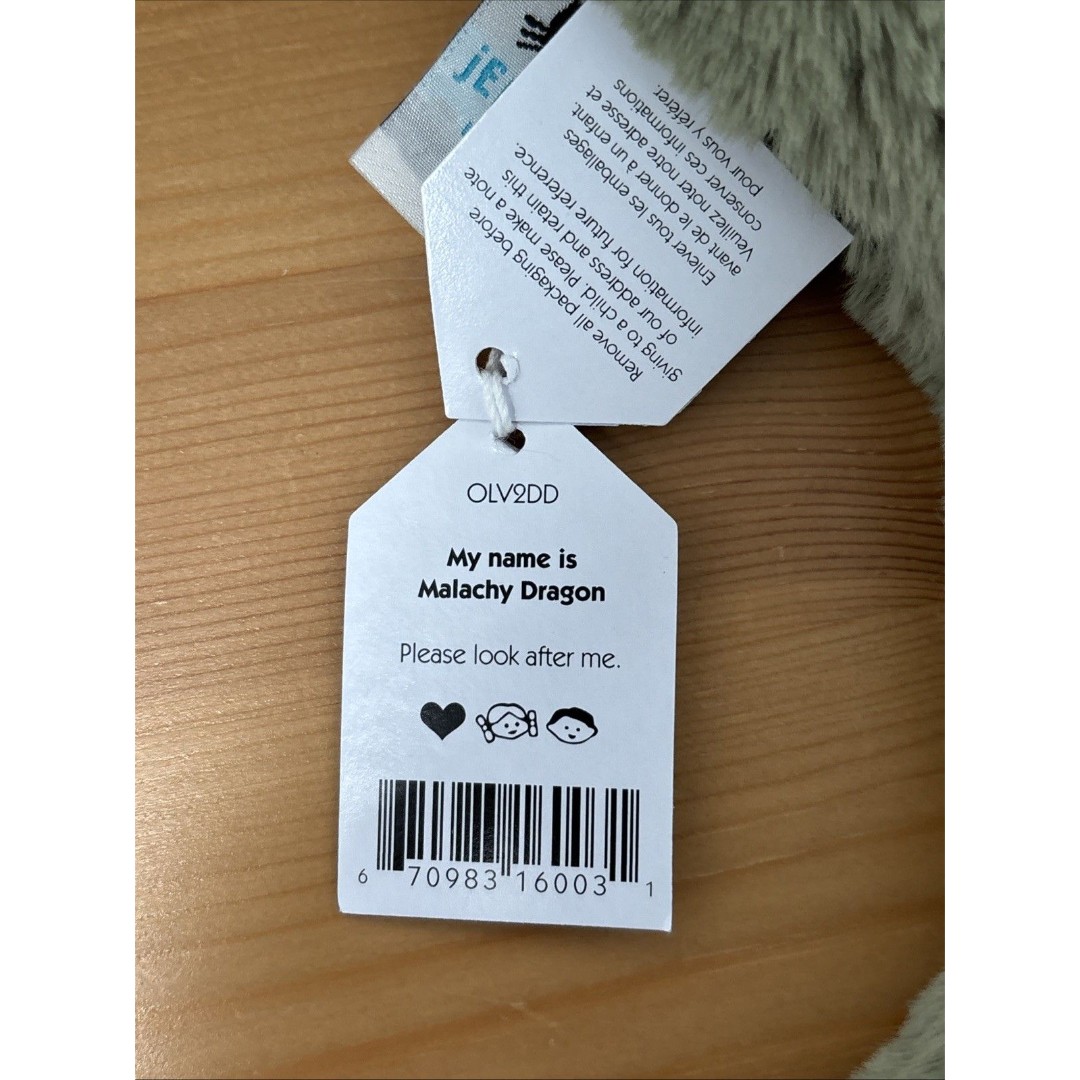 Remove all packaging before
giving to a child. Please make a note
of our address and retain this
information for future reference.
Enlever tous les emballages
avant de le donner à un enfant.
Veuillez noter notre adresse et
conserver ces informations
pour vous y référer.
OLV2DD
My name is
Malachy Dragon
Please look after me.
6 70983 16003 1